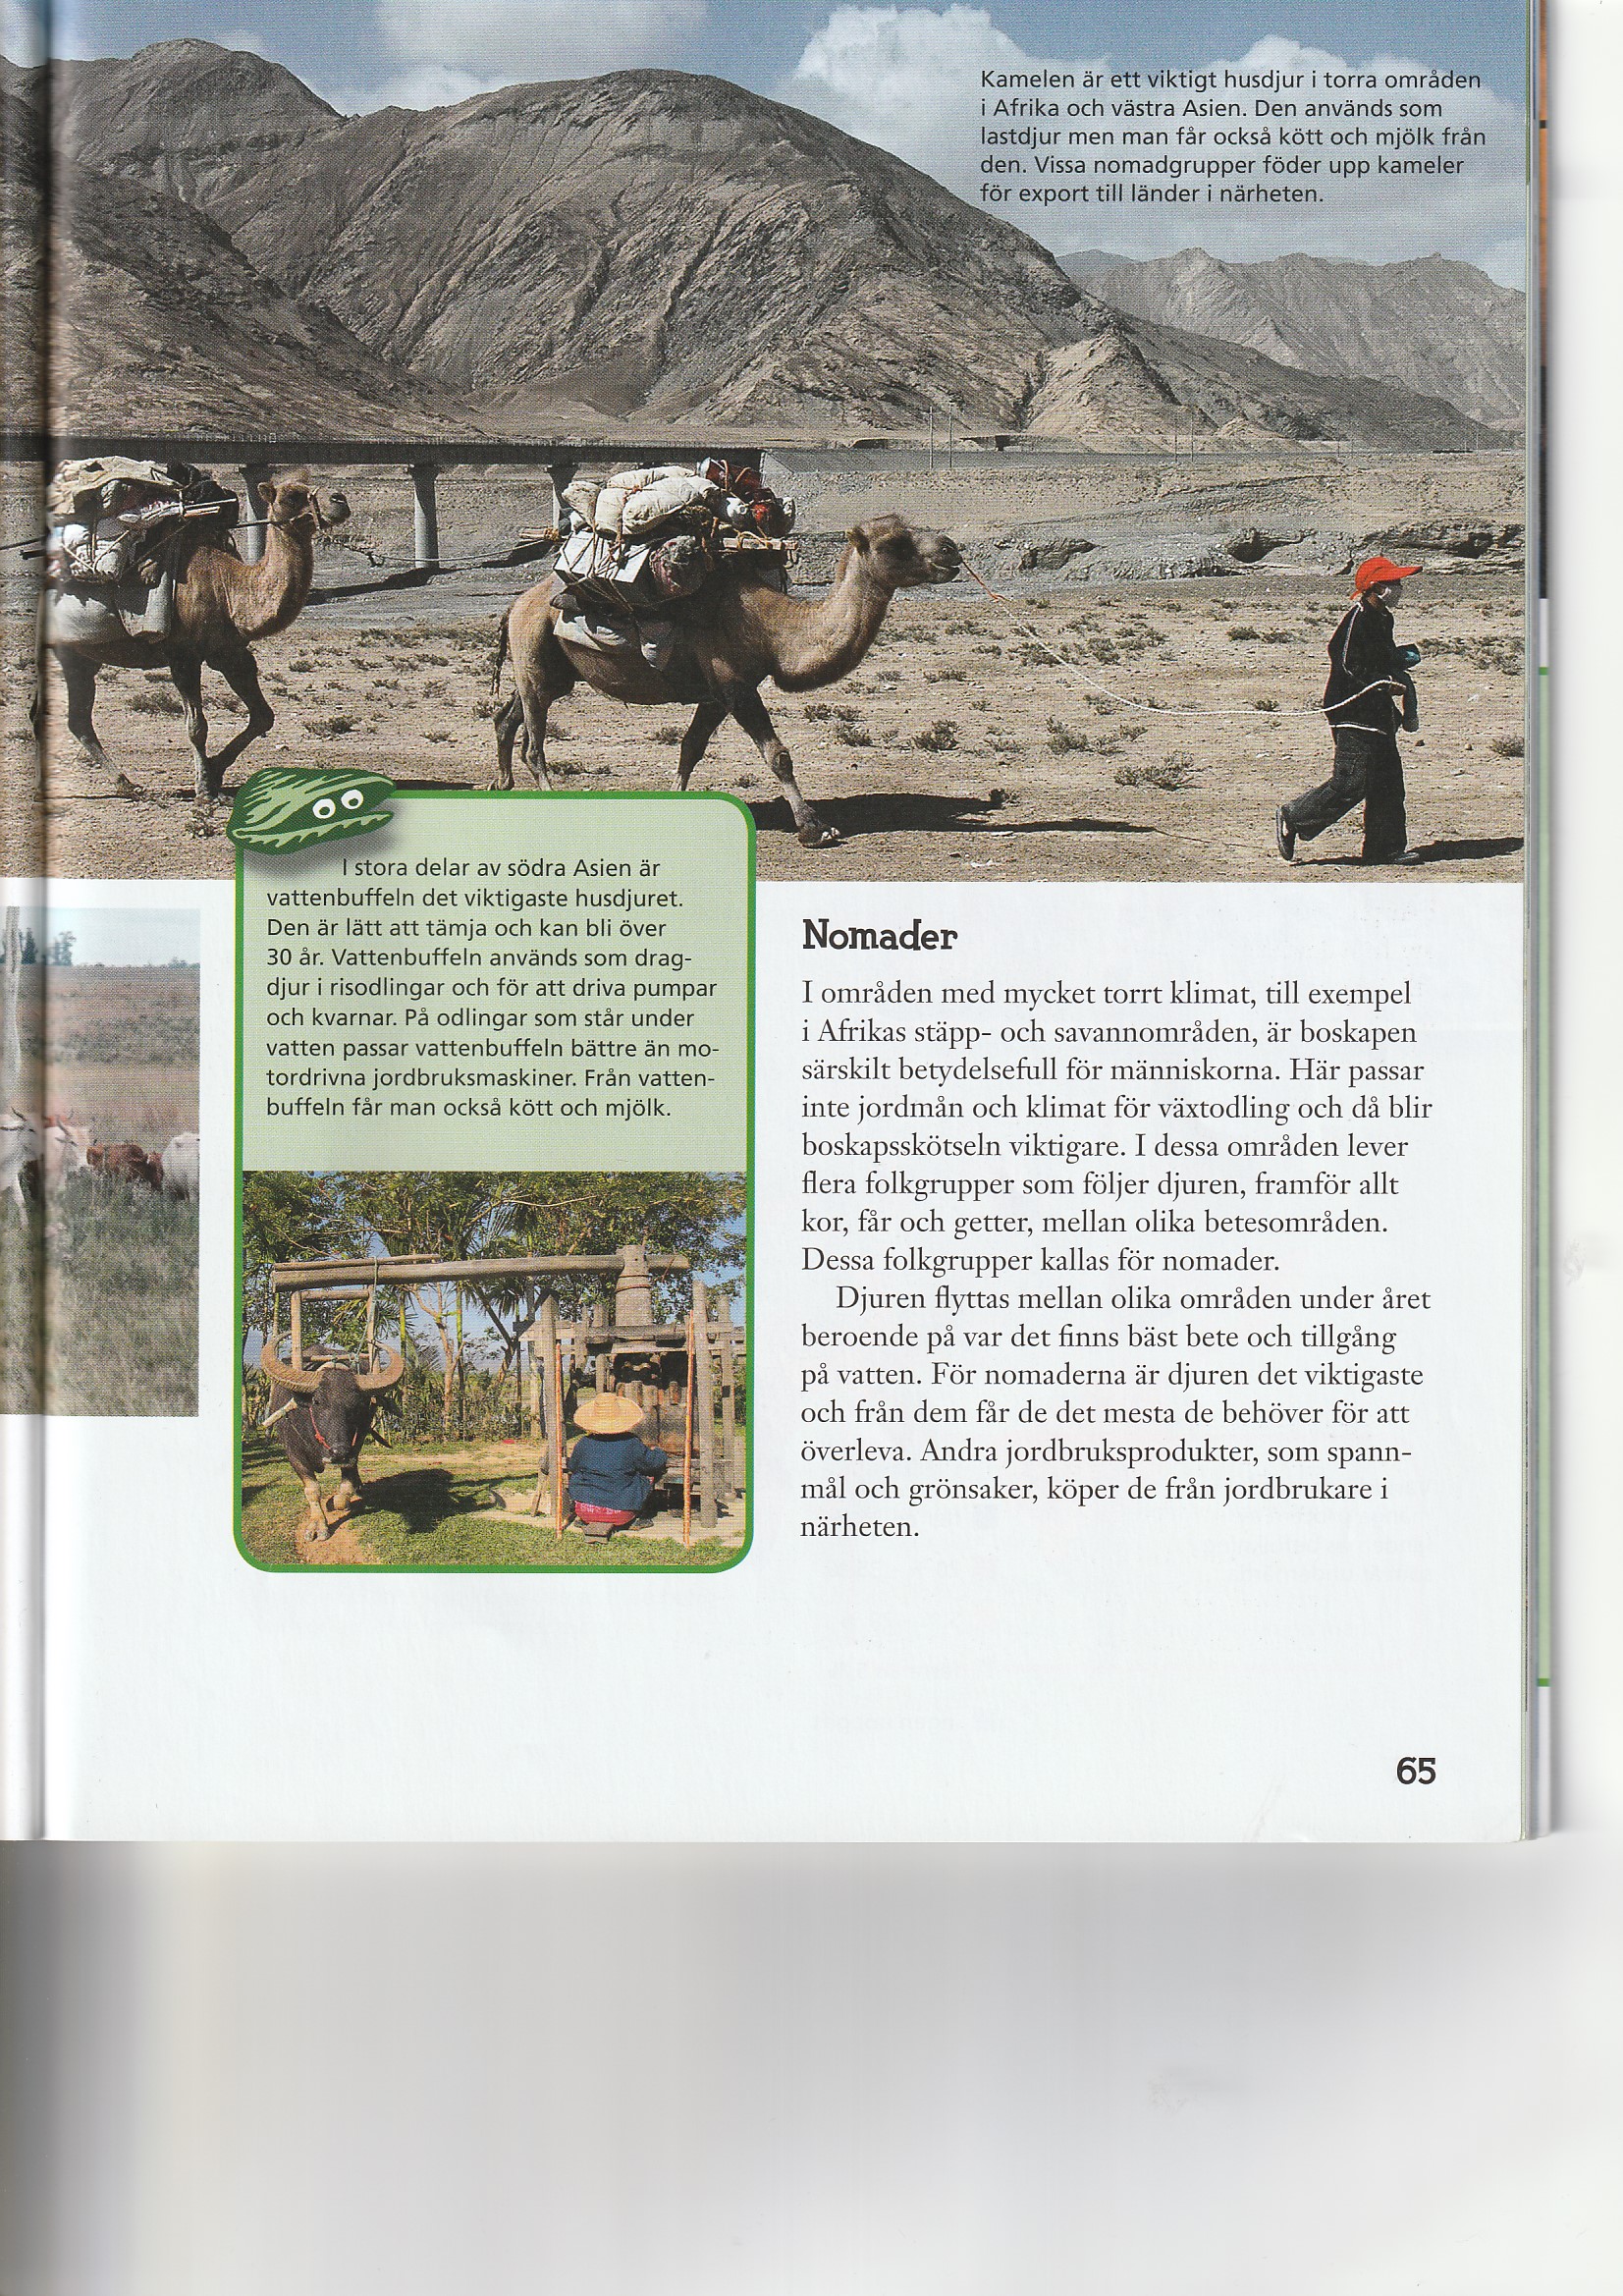 Kamelen är ett viktigt husdjur i torra områden
i Afrika och västra Asien. Den används som
lastdjur men man får också kött och mjölk från
den. Vissa nomadgrupper föder upp kameler
för export till länder i närheten.
I stora delar av södra Asien är
vattenbuffeln det viktigaste husdjuret.
Den är lätt att tämja och kan bli över
30 år. Vattenbuffeln används som drag-
djur i risodlingar och för att driva pumpar
och kvarnar. På odlingar som står under
vatten passar vattenbuffeln bättre än mo-
tordrivna jordbruksmaskiner. Från vatten-
buffeln får man också kött och mjölk.
Nomader
I områden med mycket torrt klimat, till exempel
i Afrikas stäpp- och savannområden, är boskapen
särskilt betydelsefull för människorna. Här passar
inte jordmån och klimat för växtodling och då blir
boskapsskötseln viktigare. I dessa områden lever
flera folkgrupper som följer djuren, framför allt
kor, får och getter, mellan olika betesområden.
Dessa folkgrupper kallas för nomader.
Djuren flyttas mellan olika områden under året
beroende på var det finns bäst bete och tillgång
på vatten. För nomaderna är djuren det viktigaste
och från dem får de det mesta de behöver för att
överleva. Andra jordbruksprodukter, som spann-
mål och grönsaker, köper de från jordbrukare i
närheten.
65